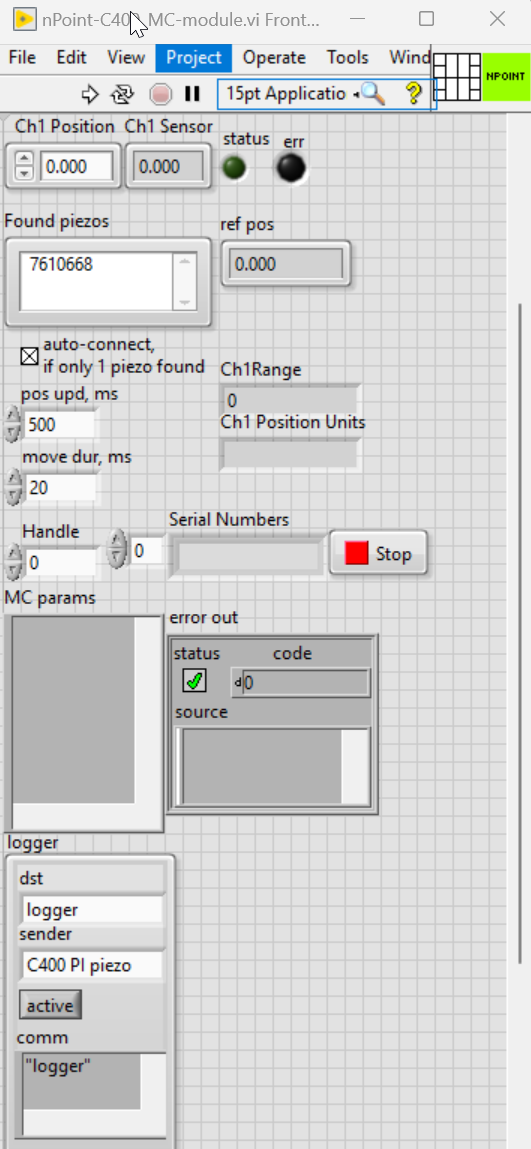 nPoint-C400_MC-module.vi Front...
File Edit View Project Operate Tools Wind
15pt Applicatio
NPOINT
Ch1 Position Ch1 Sensor status err
0.000 0.000
Found piezos ref pos
7610668 0.000
auto-connect,
if only 1 piezo found
Ch1Range
pos upd, ms
0
500
Ch1 Position Units
move dur, ms
20
Handle Serial Numbers
0 0 Stop
MC params
error out
status code
d0
source
logger
dst
logger
sender
C400 PI piezo
active
comm
"logger"